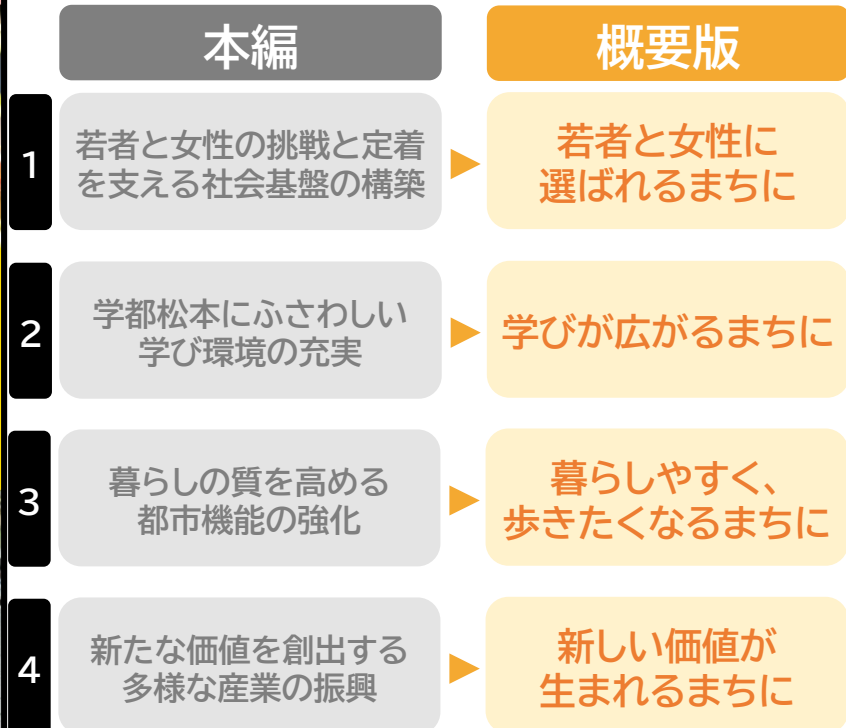 本編
概要版
1
若者と女性の挑戦と定着
を支える社会基盤の構築
▶
若者と女性に
選ばれるまちに
2
学都松本にふさわしい
学び環境の充実
▶
学びが広がるまちに
3
暮らしの質を高める
都市機能の強化
▶
暮らしやすく、
歩きたくなるまちに
4
新たな価値を創出する
多様な産業の振興
▶
新しい価値が
生まれるまちに